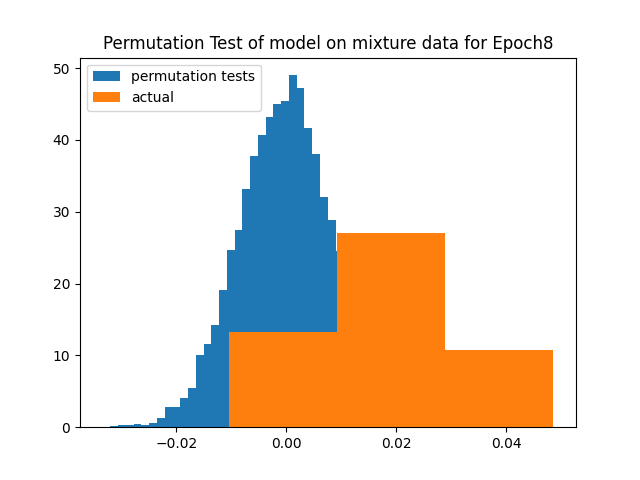 Permutation Test of model on mixture data for Epoch8
permutation tests
actual
50
40
30
20
10
0
−0.02 0.00 0.02 0.04